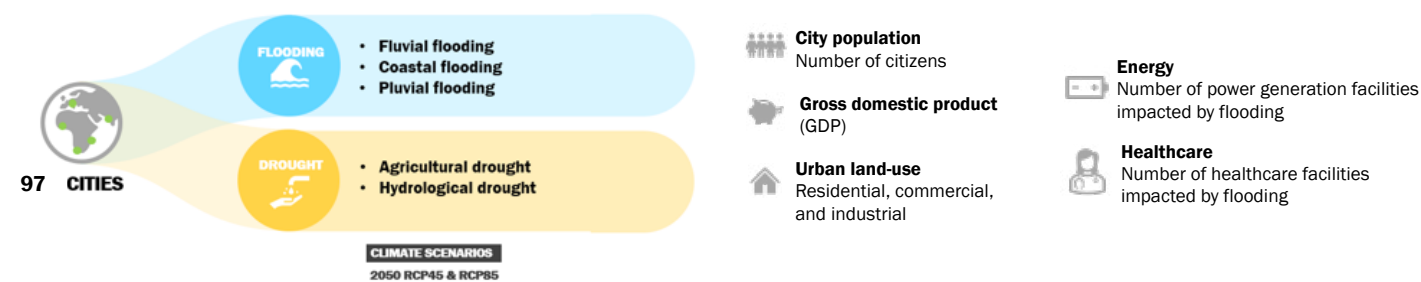 97 CITIES
FLOODING
• Fluvial flooding
• Coastal flooding
• Pluvial flooding
DROUGHT
• Agricultural drought
• Hydrological drought
CLIMATE SCENARIOS
2050 RCP45 & RCP85
City population
Number of citizens
Gross domestic product
(GDP)
Urban land-use
Residential, commercial,
and industrial
Energy
Number of power generation facilities
impacted by flooding
Healthcare
Number of healthcare facilities
impacted by flooding